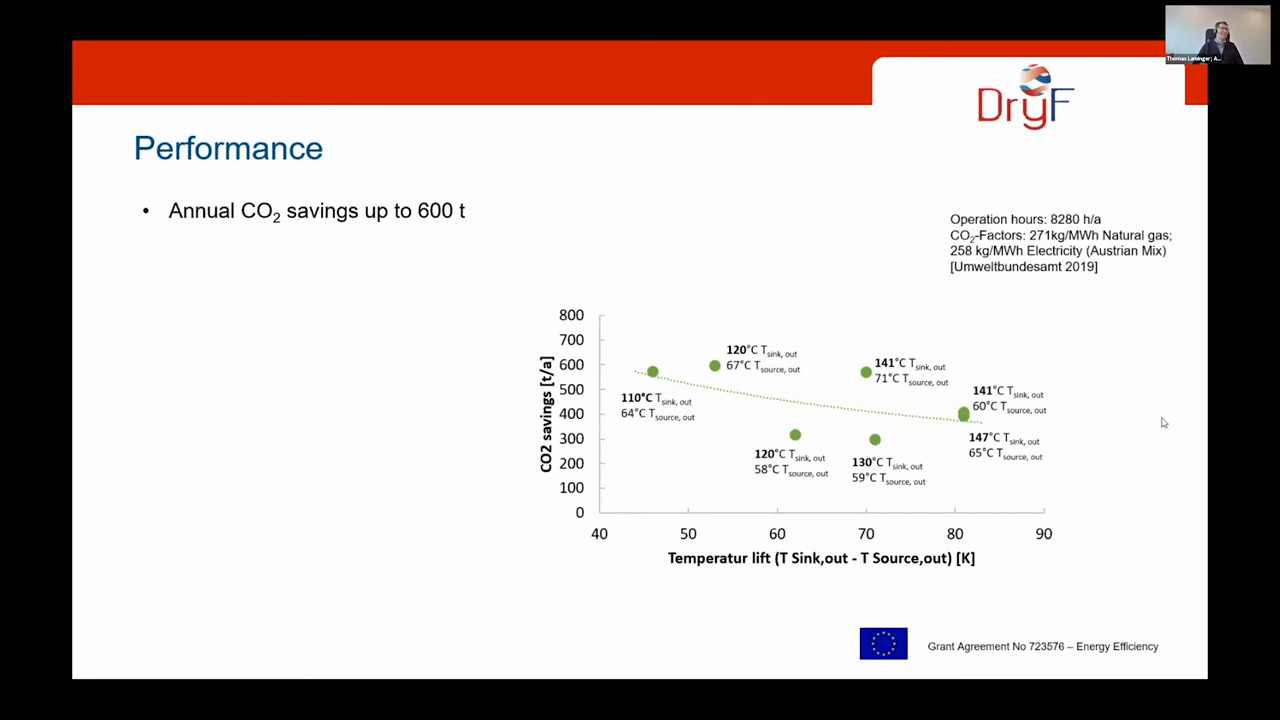 Thomas Laminger; A...
DryF
Performance
• Annual CO2 savings up to 600 t
Operation hours: 8280 h/a
CO2-Factors: 271kg/MWh Natural gas;
258 kg/MWh Electricity (Austrian Mix)
[Umweltbundesamt 2019]
CO2 savings [t/a]
800
700
600
500
400
300
200
100
0
110°C Tsink, out
64°C Tsource, out
120°C Tsink, out
67°C Tsource, out
120°C Tsink, out
58°C Tsource, out
141°C Tsink, out
71°C Tsource, out
130°C Tsink, out
59°C Tsource, out
141°C Tsink, out
60°C Tsource, out
147°C Tsink, out
65°C Tsource, out
40 50 60 70 80 90
Temperatur lift (T Sink,out - T Source,out) [K]
Grant Agreement No 723576 – Energy Efficiency